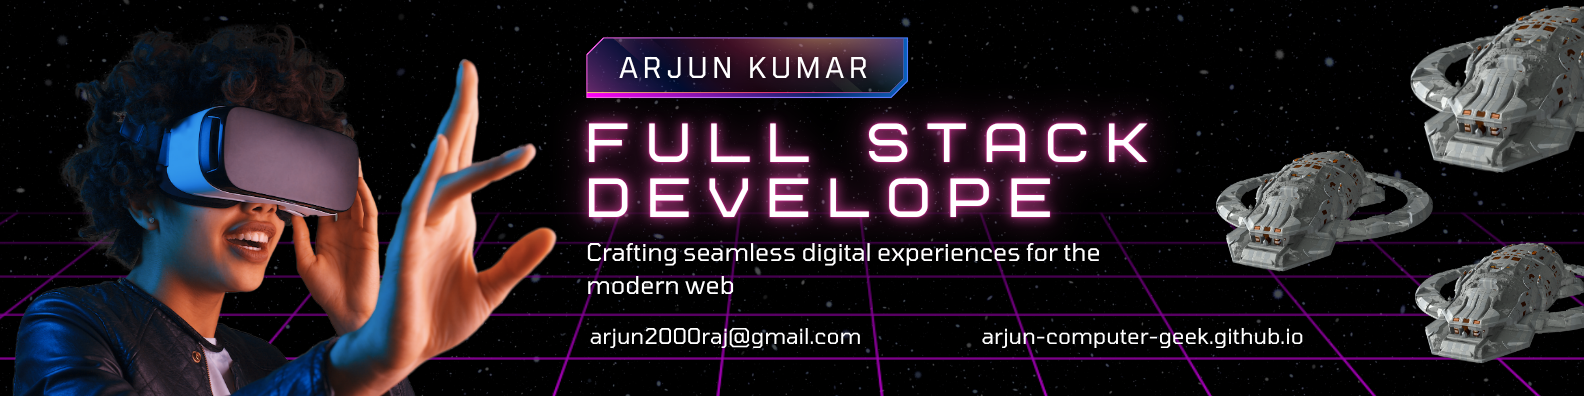 ARJUN KUMAR
FULL STACK
DEVELOPE
Crafting seamless digital experiences for the
modern web
arjun2000raj@gmail.com
arjun-computer-geek.github.io